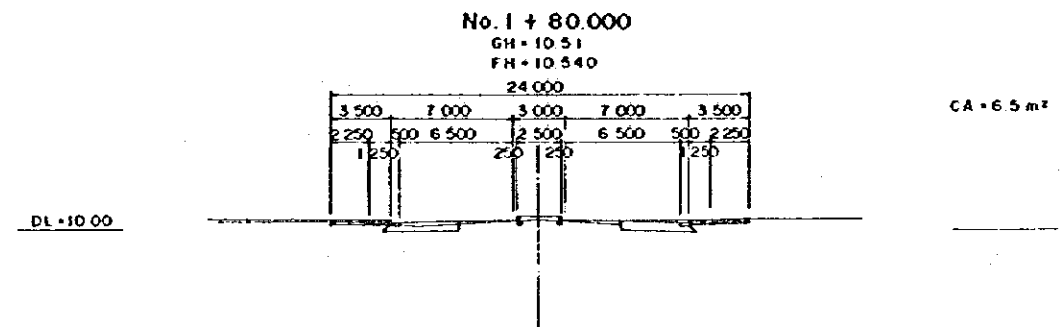 No. 1 + 80.000
GH = 10.51
FH = 10.540
24 000
3 500 7 000 3 000 7 000 3 500
CA = 6.5 m²
2 250 500 6 500 2 500 6 500 500 2 250
1 250 250 250 1 250
DL = 10.00